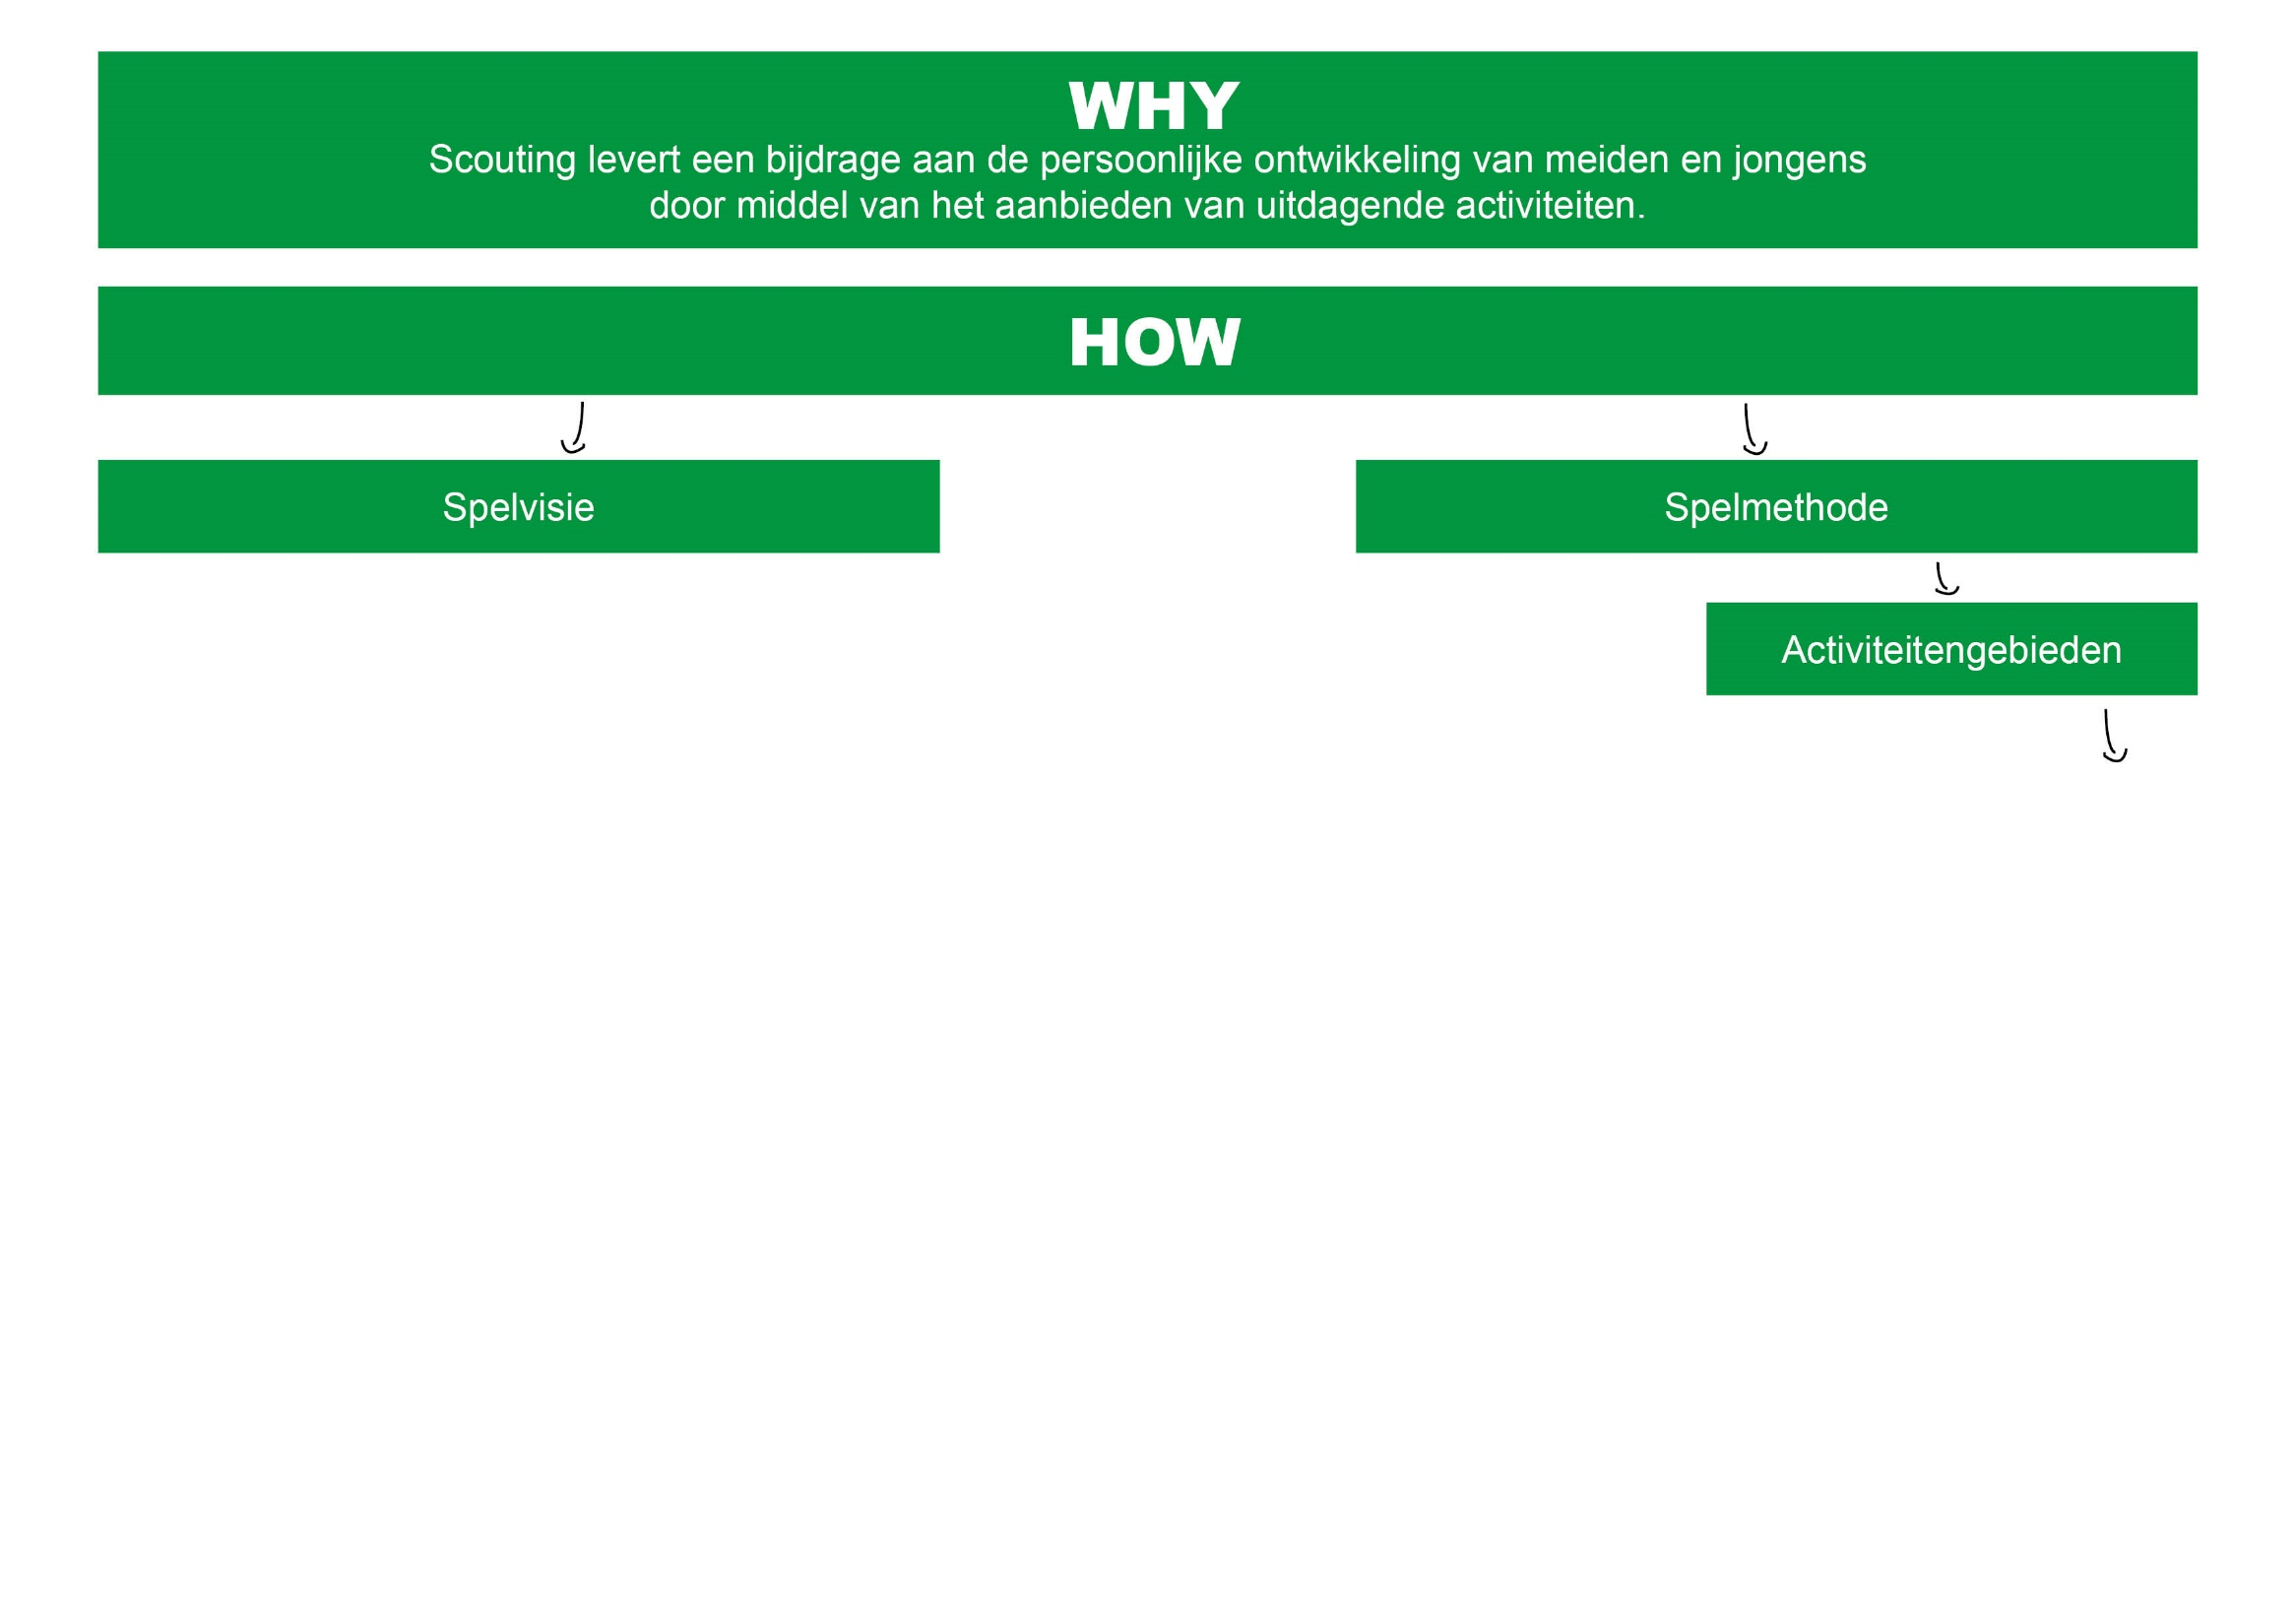 WHY
Scouting levert een bijdrage aan de persoonlijke ontwikkeling van meiden en jongens
door middel van het aanbieden van uitdagende activiteiten.
HOW
Spelvisie
Spelmethode
Activiteitengebieden